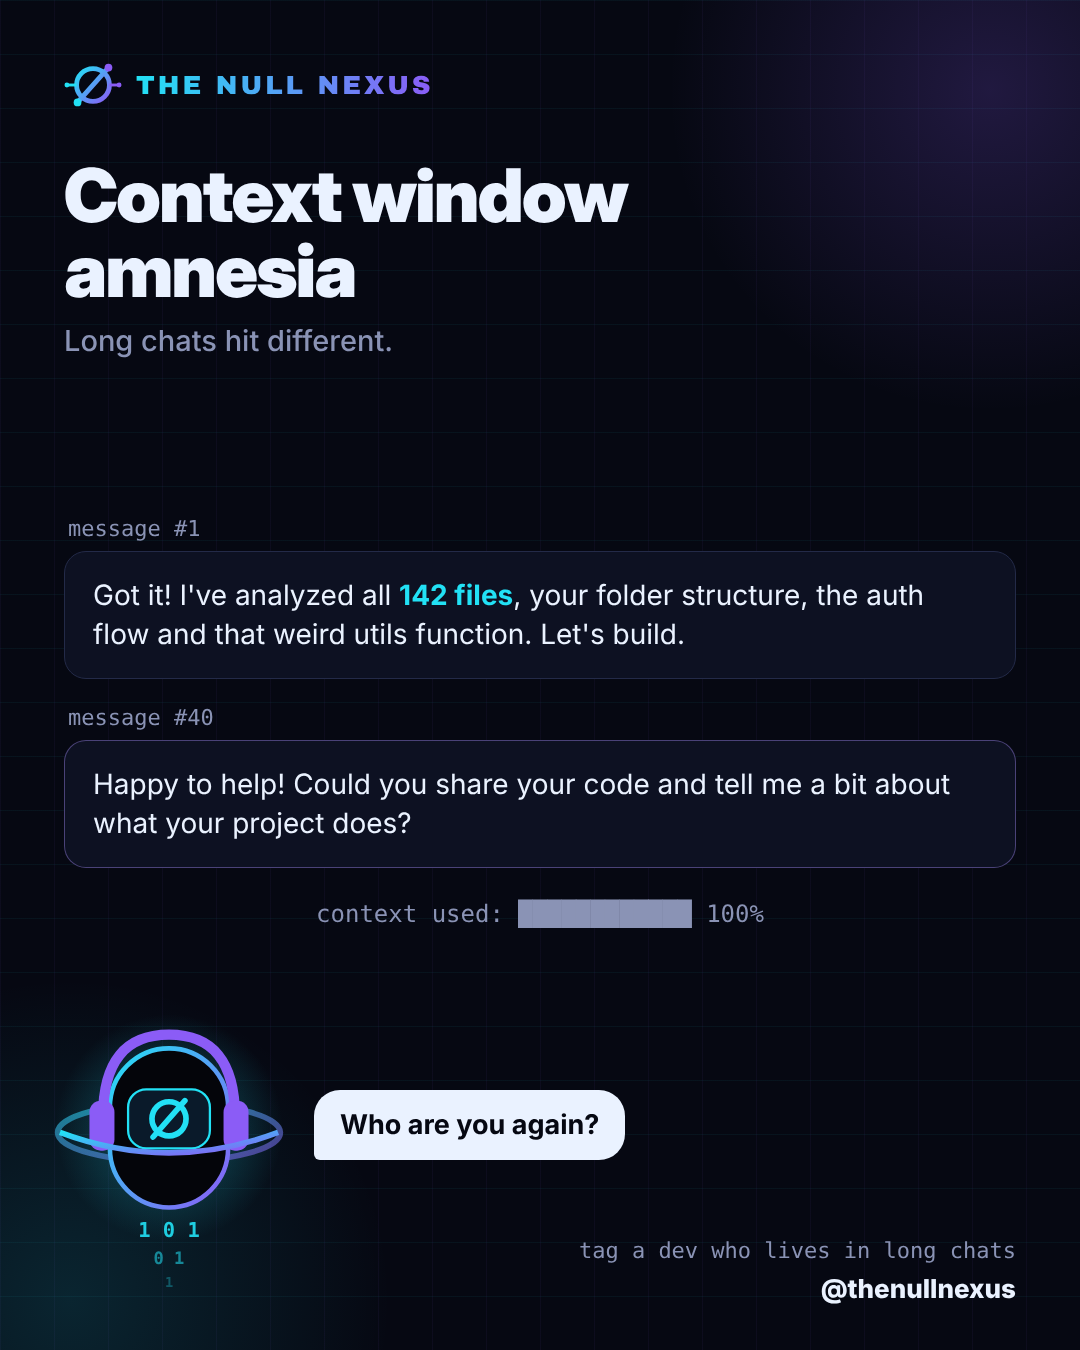 THE NULL NEXUS
Context window
amnesia
Long chats hit different.
message #1
Got it! I've analyzed all 142 files, your folder structure, the auth
flow and that weird utils function. Let's build.
message #40
Happy to help! Could you share your code and tell me a bit about
what your project does?
context used: ████████████ 100%
Who are you again?
1 0 1
0 1
1
tag a dev who lives in long chats
@thenullnexus